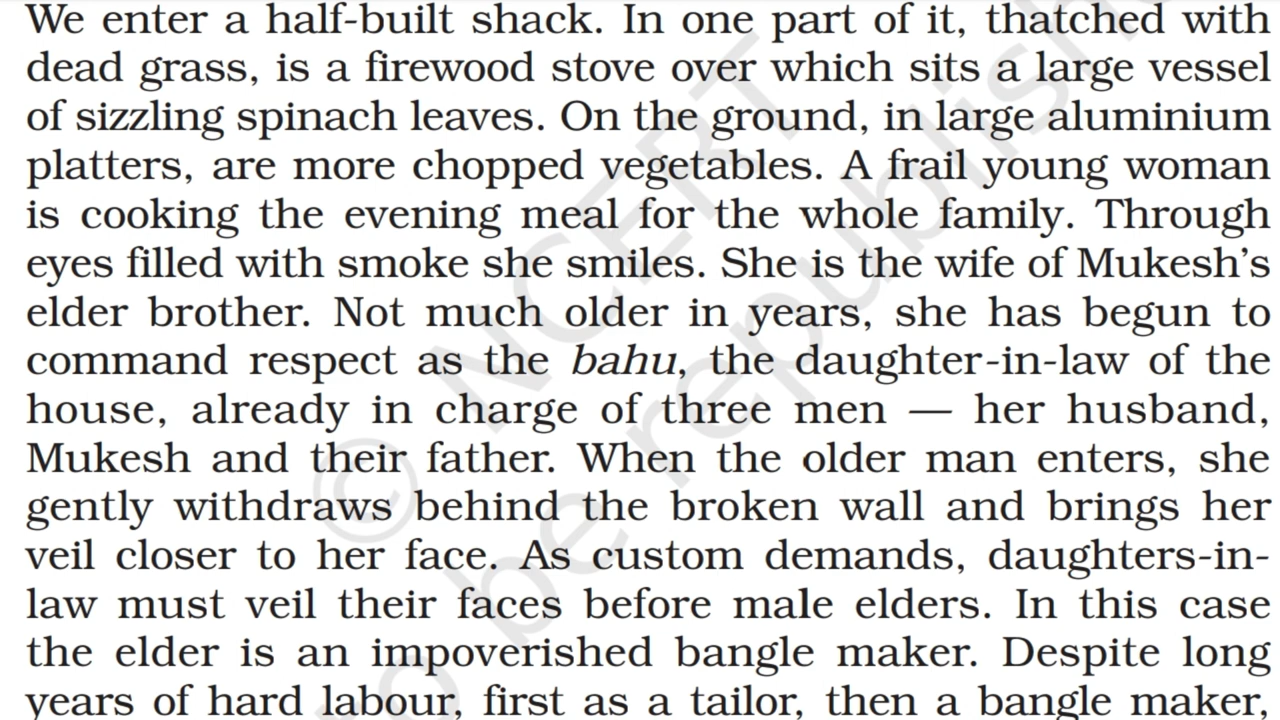 We enter a half-built shack. In one part of it, thatched with
dead grass, is a firewood stove over which sits a large vessel
of sizzling spinach leaves. On the ground, in large aluminium
platters, are more chopped vegetables. A frail young woman
is cooking the evening meal for the whole family. Through
eyes filled with smoke she smiles. She is the wife of Mukesh’s
elder brother. Not much older in years, she has begun to
command respect as the bahu, the daughter-in-law of the
house, already in charge of three men — her husband,
Mukesh and their father. When the older man enters, she
gently withdraws behind the broken wall and brings her
veil closer to her face. As custom demands, daughters-in-
law must veil their faces before male elders. In this case
the elder is an impoverished bangle maker. Despite long
years of hard labour, first as a tailor, then a bangle maker,
© NCERT
to be republish